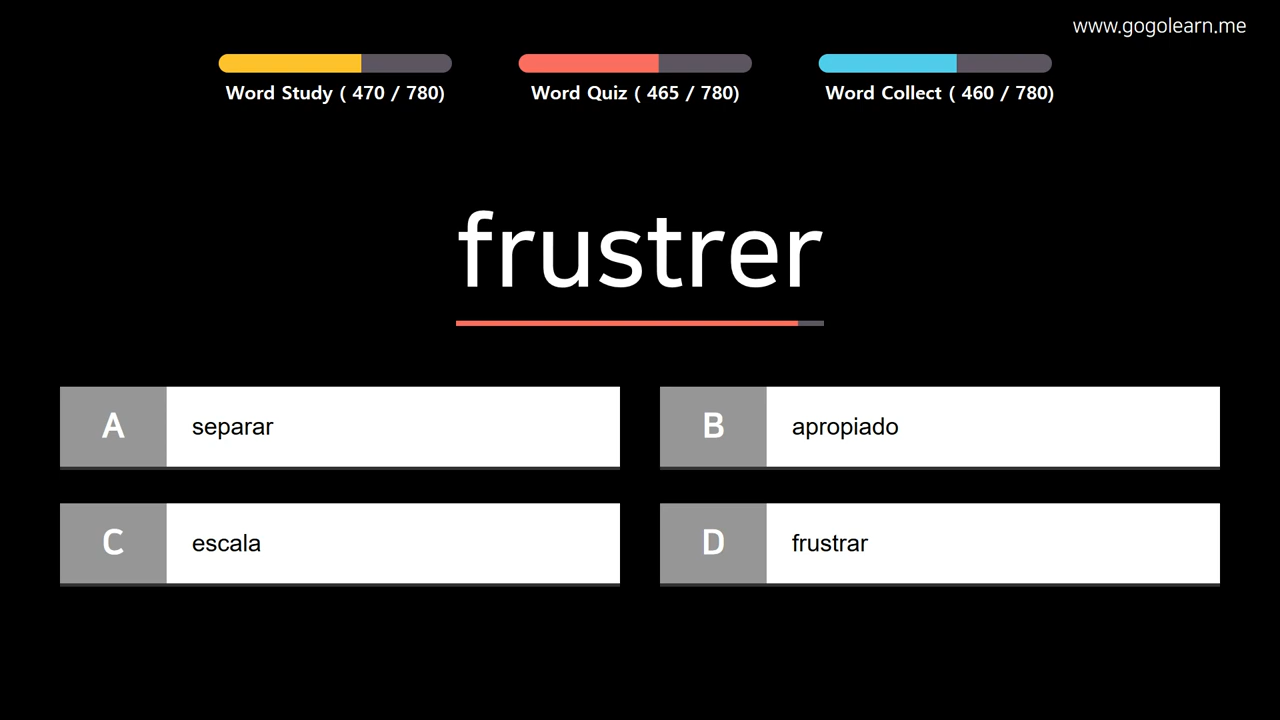 www.gogolearn.me
Word Study ( 470 / 780)
Word Quiz ( 465 / 780)
Word Collect ( 460 / 780)
frustrer
A separar
B apropiado
C escala
D frustrar